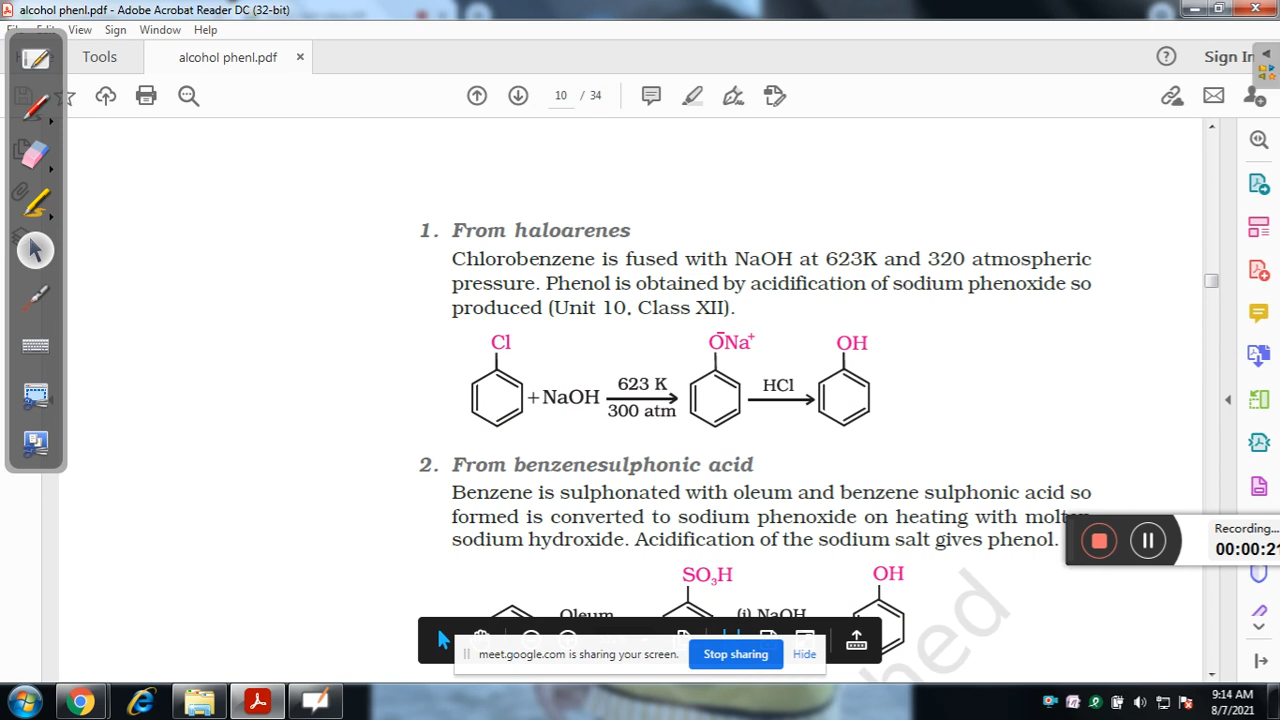 alcohol phenl.pdf - Adobe Acrobat Reader DC (32-bit)
View Sign Window Help
Tools alcohol phenl.pdf × Sign In
10 / 34
1. From haloarenes
Chlorobenzene is fused with NaOH at 623K and 320 atmospheric
pressure. Phenol is obtained by acidification of sodium phenoxide so
produced (Unit 10, Class XII).
Cl ŌNa⁺ OH
+ NaOH 623 K HCl
300 atm
2. From benzenesulphonic acid
Benzene is sulphonated with oleum and benzene sulphonic acid so
formed is converted to sodium phenoxide on heating with
sodium hydroxide. Acidification of the sodium salt gives phenol.
SO₃H OH
Oleum (i) NaOH
Recording...
00:00:21
meet.google.com is sharing your screen. Stop sharing Hide
9:14 AM
8/7/2021